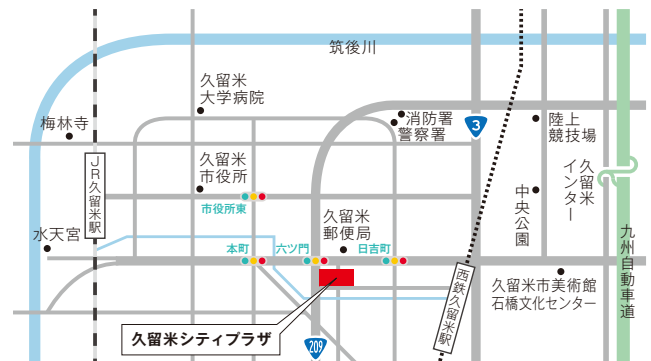 筑後川
久留米
大学病院
梅林寺
消防署
警察署
3
陸上
競技場
久留米
インター
JR久留米駅
久留米
市役所
市役所東
中央公園
水天宮
久留米
郵便局
本町
六ツ門
日吉町
九州自動車道
西鉄久留米駅
久留米市美術館
石橋文化センター
久留米シティプラザ
209